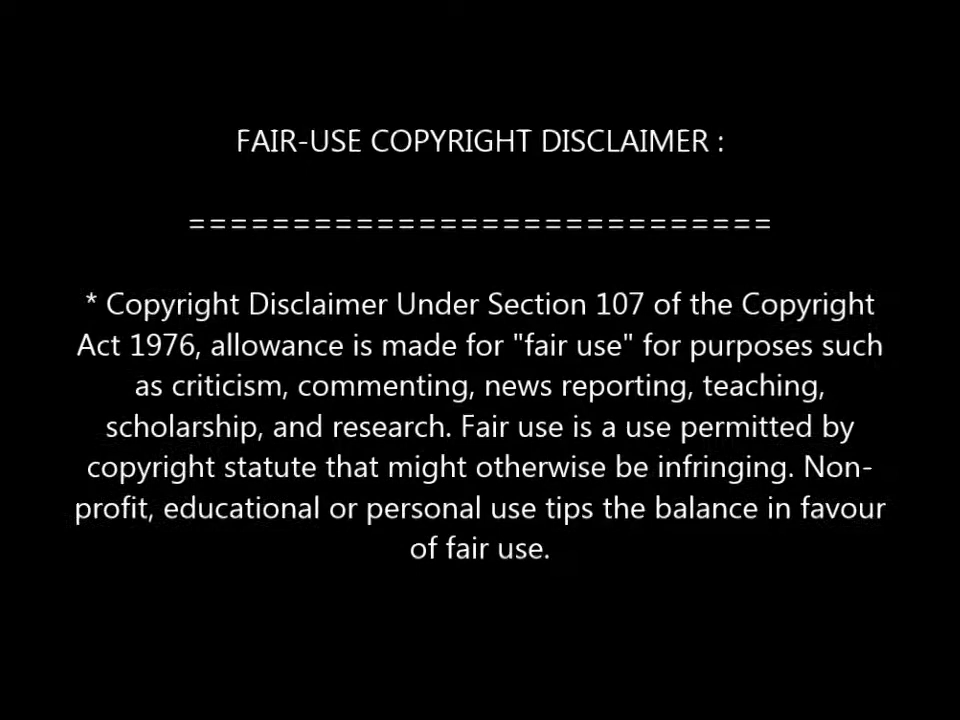 FAIR-USE COPYRIGHT DISCLAIMER :
============================
* Copyright Disclaimer Under Section 107 of the Copyright
Act 1976, allowance is made for "fair use" for purposes such
as criticism, commenting, news reporting, teaching,
scholarship, and research. Fair use is a use permitted by
copyright statute that might otherwise be infringing. Non-
profit, educational or personal use tips the balance in favour
of fair use.